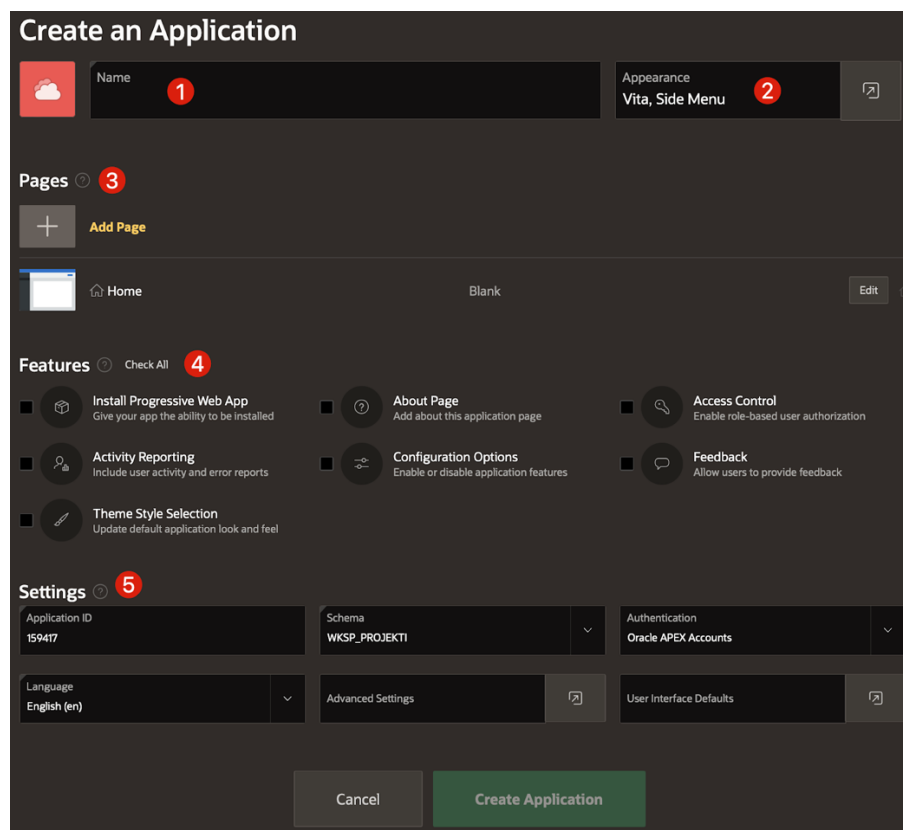 Create an Application
Name
1
Appearance
Vita, Side Menu
2
Pages ? 3
Add Page
Home Blank Edit
Features ? Check All 4
Install Progressive Web App
Give your app the ability to be installed
About Page
Add about this application page
Access Control
Enable role-based user authorization
Activity Reporting
Include user activity and error reports
Configuration Options
Enable or disable application features
Feedback
Allow users to provide feedback
Theme Style Selection
Update default application look and feel
Settings ? 5
Application ID
159417
Schema
WKSP_PROJEKTI
Authentication
Oracle APEX Accounts
Language
English (en)
Advanced Settings
User Interface Defaults
Cancel
Create Application